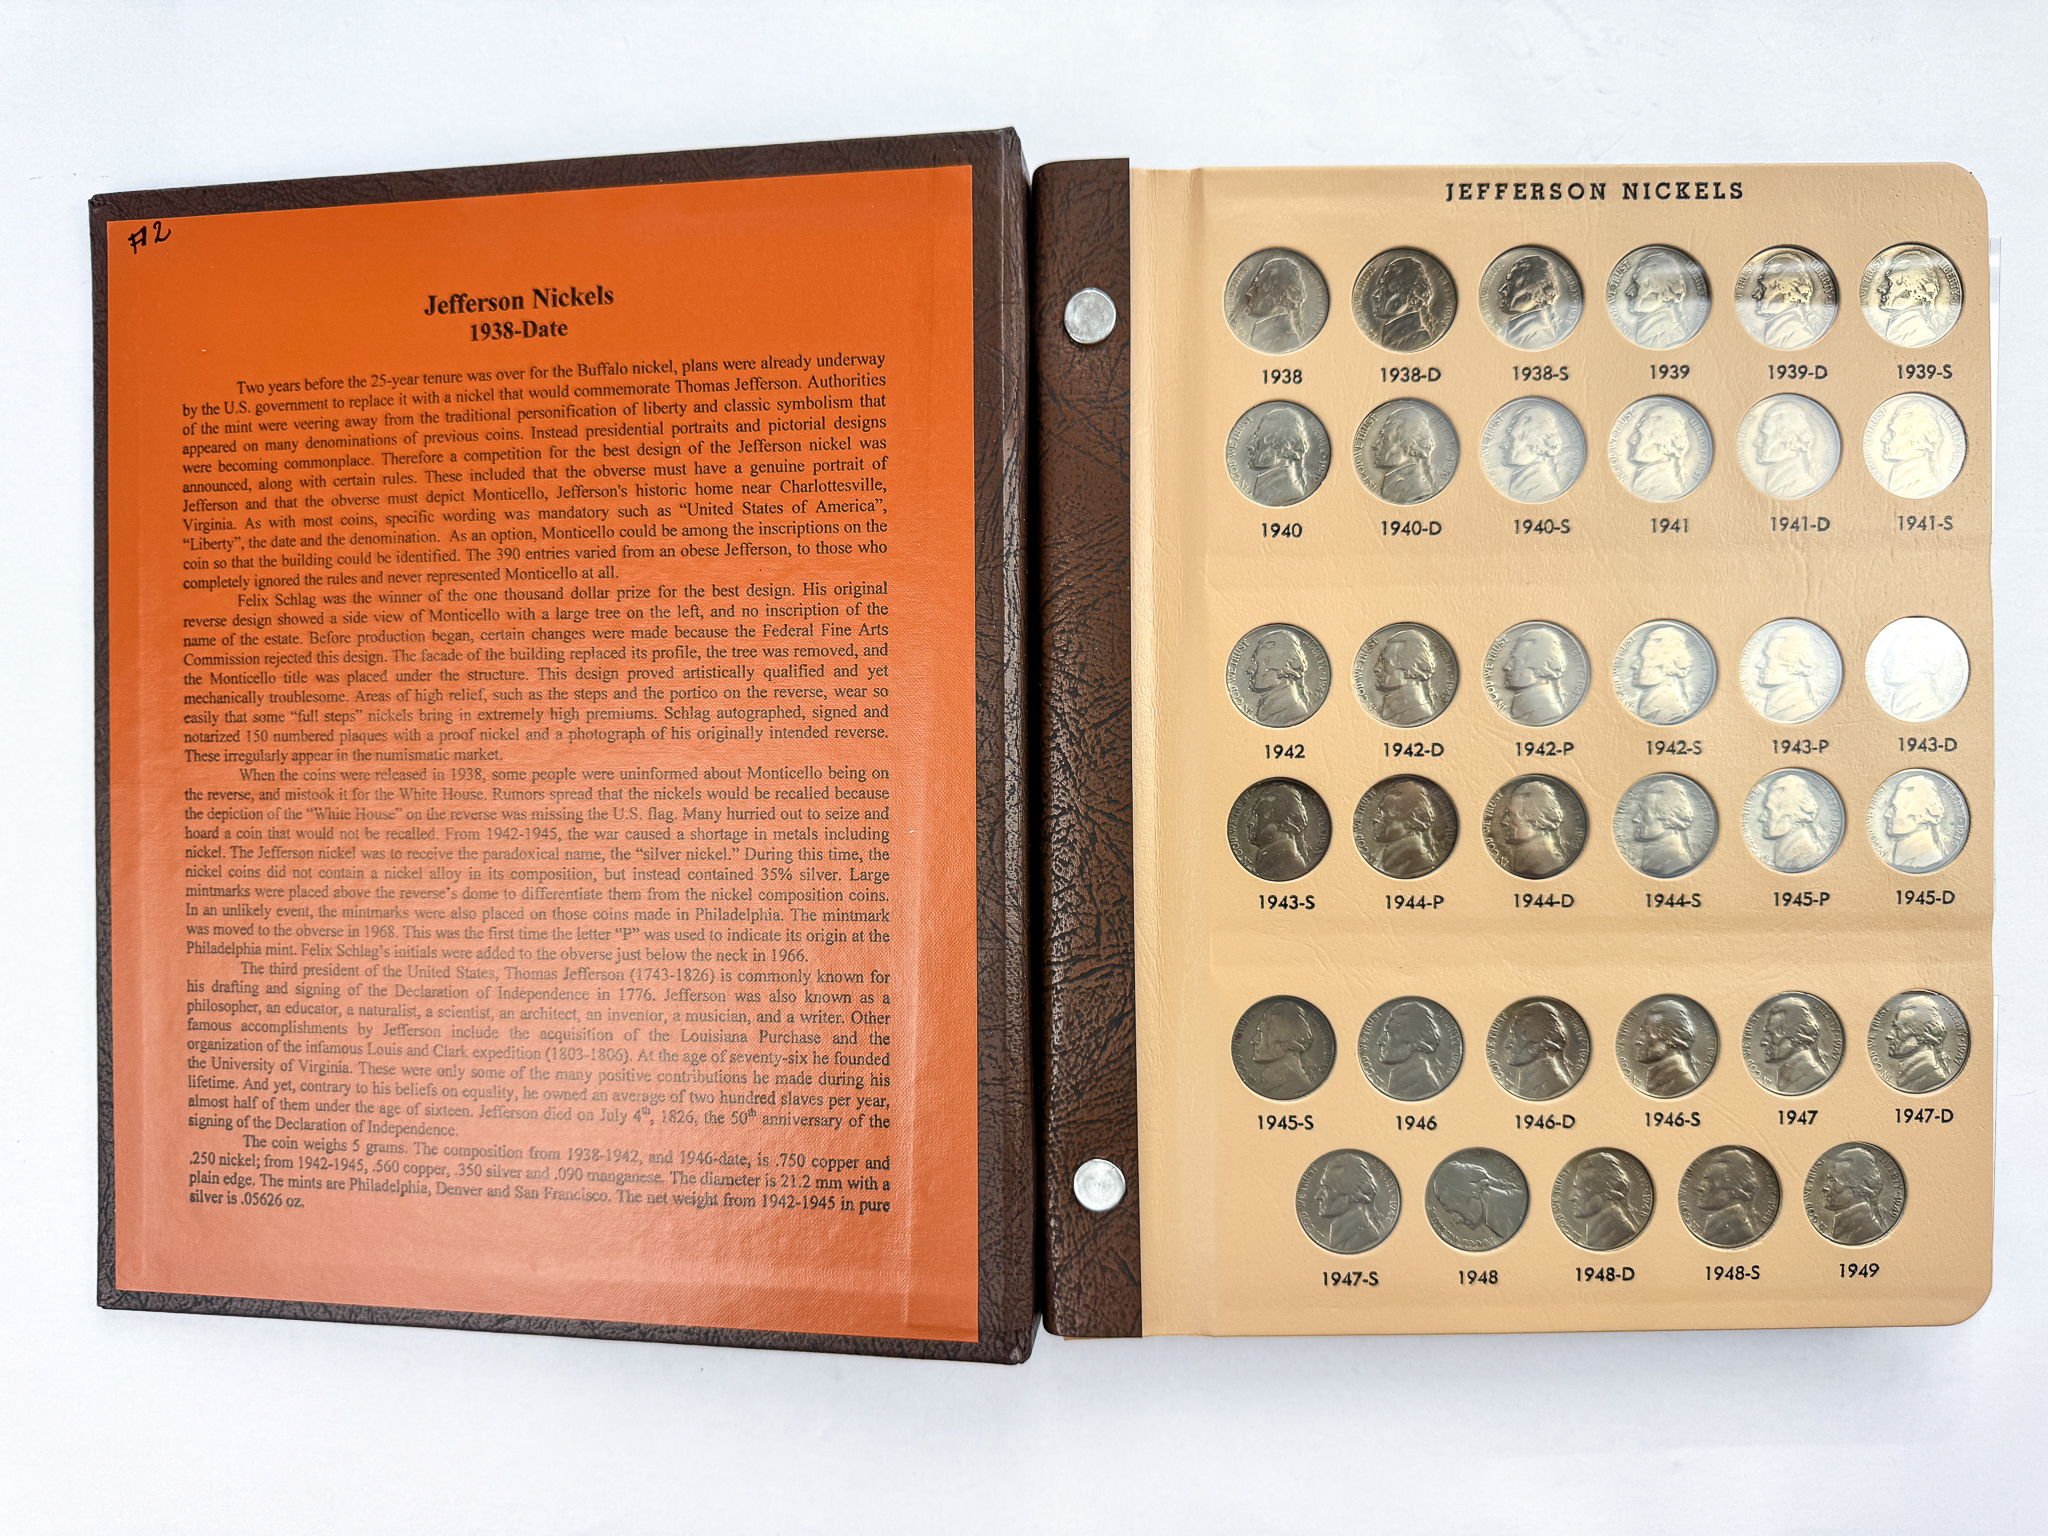 #2
Jefferson Nickels
1938-Date
Two years before the 25-year tenure was over for the Buffalo nickel, plans were already underway
by the U.S. government to replace it with a nickel that would commemorate Thomas Jefferson. Authorities
of the mint were veering away from the traditional personification of liberty and classic symbolism that
appeared on many denominations of previous coins. Instead presidential portraits and pictorial designs
were becoming commonplace. Therefore a competition for the best design of the Jefferson nickel was
announced, along with certain rules. These included that the obverse must have a genuine portrait of
Jefferson and that the obverse must depict Monticello, Jefferson's historic home near Charlottesville,
Virginia. As with most coins, specific wording was mandatory such as “United States of America”,
“Liberty”, the date and the denomination. As an option, Monticello could be among the inscriptions on the
coin so that the building could be identified. The 390 entries varied from an obese Jefferson, to those who
completely ignored the rules and never represented Monticello at all.
Felix Schlag was the winner of the one thousand dollar prize for the best design. His original
reverse design showed a side view of Monticello with a large tree on the left, and no inscription of the
name of the estate. Before production began, certain changes were made because the Federal Fine Arts
Commission rejected this design. The facade of the building replaced its profile, the tree was removed, and
the Monticello title was placed under the structure. This design proved artistically qualified and yet
mechanically troublesome. Areas of high relief, such as the steps and the portico on the reverse, wear so
easily that some “full steps” nickels bring in extremely high premiums. Schlag autographed, signed and
notarized 150 numbered plaques with a proof nickel and a photograph of his originally intended reverse.
These irregularly appear in the numismatic market.
When the coins were released in 1938, some people were uninformed about Monticello being on
the reverse, and mistook it for the White House. Rumors spread that the nickels would be recalled because
the depiction of the “White House” on the reverse was missing the U.S. flag. Many hurried out to seize and
hoard a coin that would not be recalled. From 1942-1945, the war caused a shortage in metals including
nickel. The Jefferson nickel was to receive the paradoxical name, the “silver nickel.” During this time, the
nickel coins did not contain a nickel alloy in its composition, but instead contained 35% silver. Large
mintmarks were placed above the reverse's dome to differentiate them from the nickel composition coins.
In an unlikely event, the mintmarks were also placed on those coins made in Philadelphia. The mintmark
was moved to the obverse in 1968. This was the first time the letter “P” was used to indicate its origin at the
Philadelphia mint. Felix Schlag's initials were added to the obverse just below the neck in 1966.
The third president of the United States, Thomas Jefferson (1743-1826) is commonly known for
his drafting and signing of the Declaration of Independence in 1776. Jefferson was also known as a
philosopher, an educator, a naturalist, a scientist, an architect, an inventor, a musician, and a writer. Other
famous accomplishments by Jefferson include the acquisition of the Louisiana Purchase and the
organization of the infamous Louis and Clark expedition (1803-1806). At the age of seventy-six he founded
the University of Virginia. These were only some of the many positive contributions he made during his
lifetime. And yet, contrary to his beliefs on equality, he owned an average of two hundred slaves per year,
almost half of them under the age of sixteen. Jefferson died on July 4th, 1826, the 50th anniversary of the
signing of the Declaration of Independence.
The coin weighs 5 grams. The composition from 1938-1942, and 1946-date, is .750 copper and
.250 nickel; from 1942-1945, .560 copper, .350 silver and .090 manganese. The diameter is 21.2 mm with a
plain edge. The mints are Philadelphia, Denver and San Francisco. The net weight from 1942-1945 in pure
silver is .05626 oz.
JEFFERSON NICKELS
1938 1938-D 1938-S 1939 1939-D 1939-S
1940 1940-D 1940-S 1941 1941-D 1941-S
1942 1942-D 1942-P 1942-S 1943-P 1943-D
1943-S 1944-P 1944-D 1944-S 1945-P 1945-D
1945-S 1946 1946-D 1946-S 1947 1947-D
1947-S 1948 1948-D 1948-S 1949